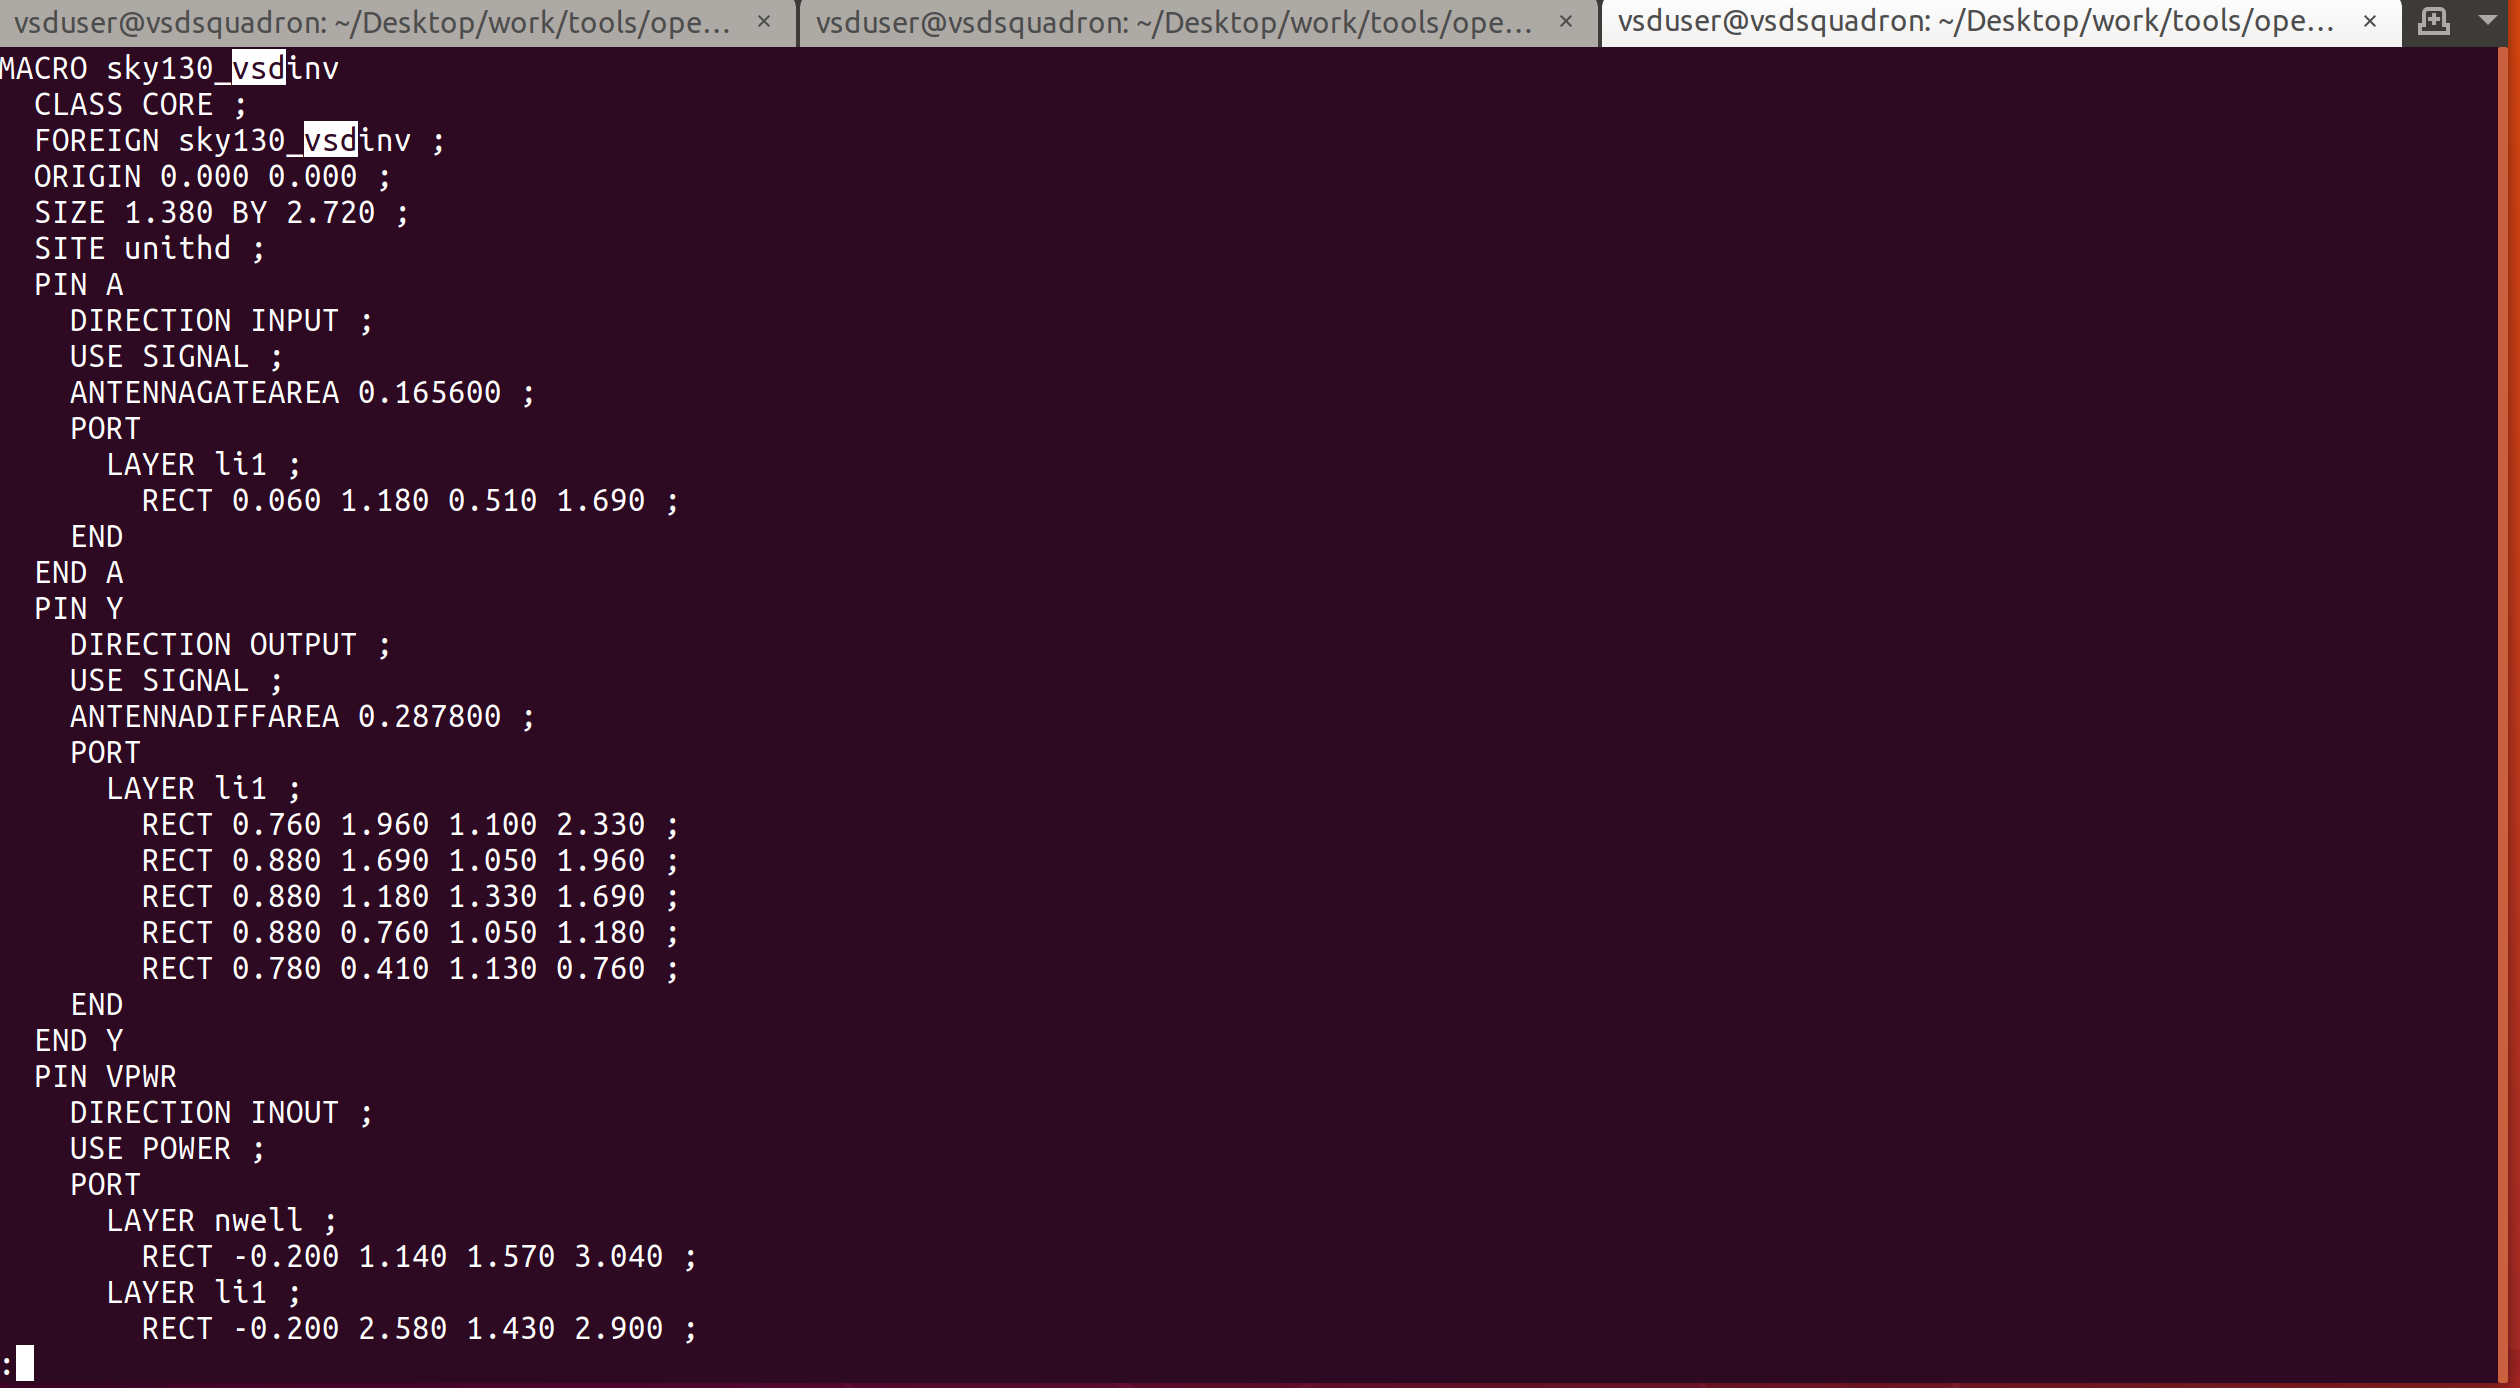 vsduser@vsdsquadron: ~/Desktop/work/tools/ope... × vsduser@vsdsquadron: ~/Desktop/work/tools/ope... × vsduser@vsdsquadron: ~/Desktop/work/tools/ope... ×
MACRO sky130_vsdinv
  CLASS CORE ;
  FOREIGN sky130_vsdinv ;
  ORIGIN 0.000 0.000 ;
  SIZE 1.380 BY 2.720 ;
  SITE unithd ;
  PIN A
    DIRECTION INPUT ;
    USE SIGNAL ;
    ANTENNAGATEAREA 0.165600 ;
    PORT
      LAYER li1 ;
        RECT 0.060 1.180 0.510 1.690 ;
    END
  END A
  PIN Y
    DIRECTION OUTPUT ;
    USE SIGNAL ;
    ANTENNADIFFAREA 0.287800 ;
    PORT
      LAYER li1 ;
        RECT 0.760 1.960 1.100 2.330 ;
        RECT 0.880 1.690 1.050 1.960 ;
        RECT 0.880 1.180 1.330 1.690 ;
        RECT 0.880 0.760 1.050 1.180 ;
        RECT 0.780 0.410 1.130 0.760 ;
    END
  END Y
  PIN VPWR
    DIRECTION INOUT ;
    USE POWER ;
    PORT
      LAYER nwell ;
        RECT -0.200 1.140 1.570 3.040 ;
      LAYER li1 ;
        RECT -0.200 2.580 1.430 2.900 ;
: